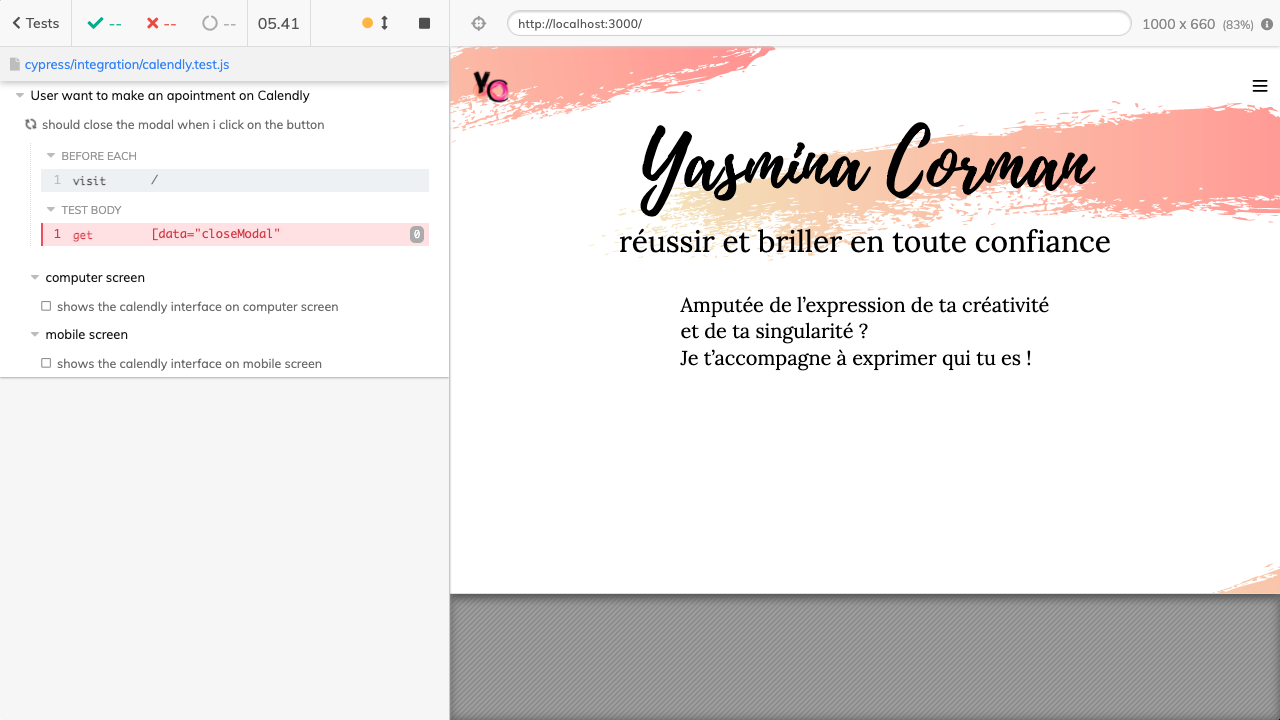 Tests
--
--
--
05.41
http://localhost:3000/
1000 x 660 (83%)
cypress/integration/calendly.test.js
User want to make an apointment on Calendly
should close the modal when i click on the button
BEFORE EACH
1 visit /
TEST BODY
1 get [data="closeModal" 0
computer screen
shows the calendly interface on computer screen
mobile screen
shows the calendly interface on mobile screen
YC
Yasmina Corman
réussir et briller en toute confiance
Amputée de l’expression de ta créativité
et de ta singularité ?
Je t’accompagne à exprimer qui tu es !